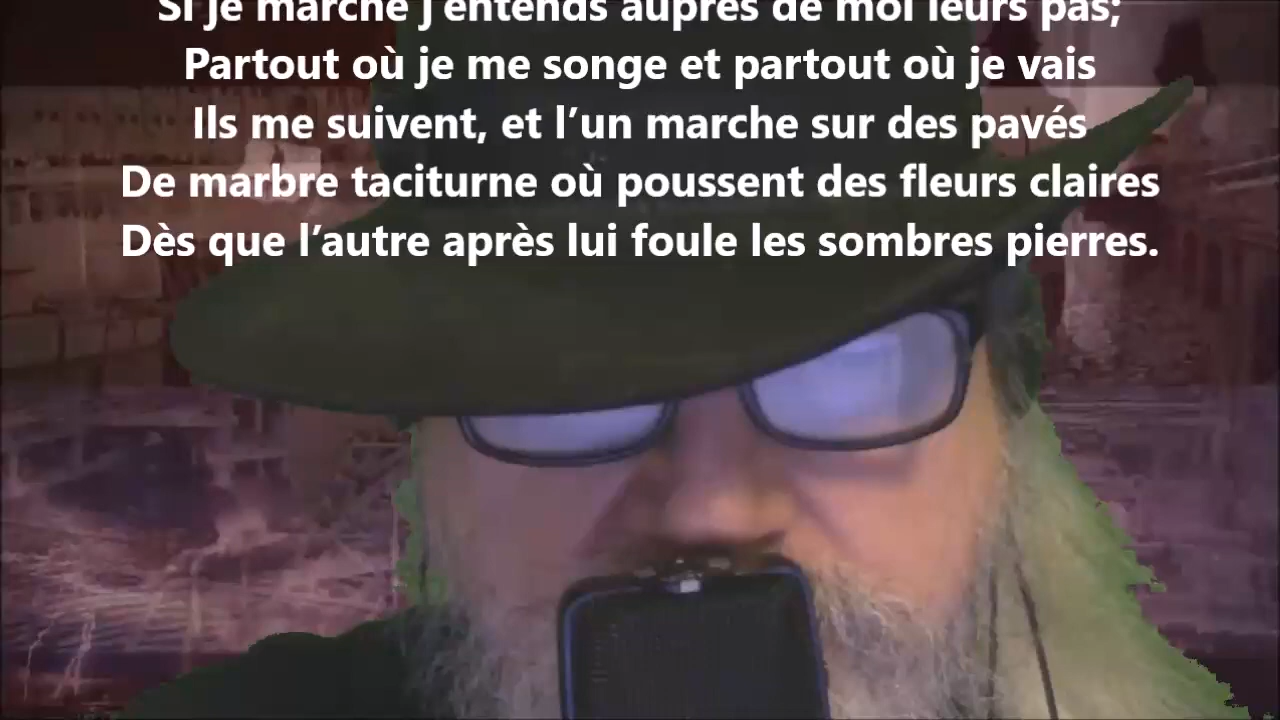 Si je marche j'entends auprès de moi leurs pas;
Partout où je me songe et partout où je vais
Ils me suivent, et l’un marche sur des pavés
De marbre taciturne où poussent des fleurs claires
Dès que l’autre après lui foule les sombres pierres.